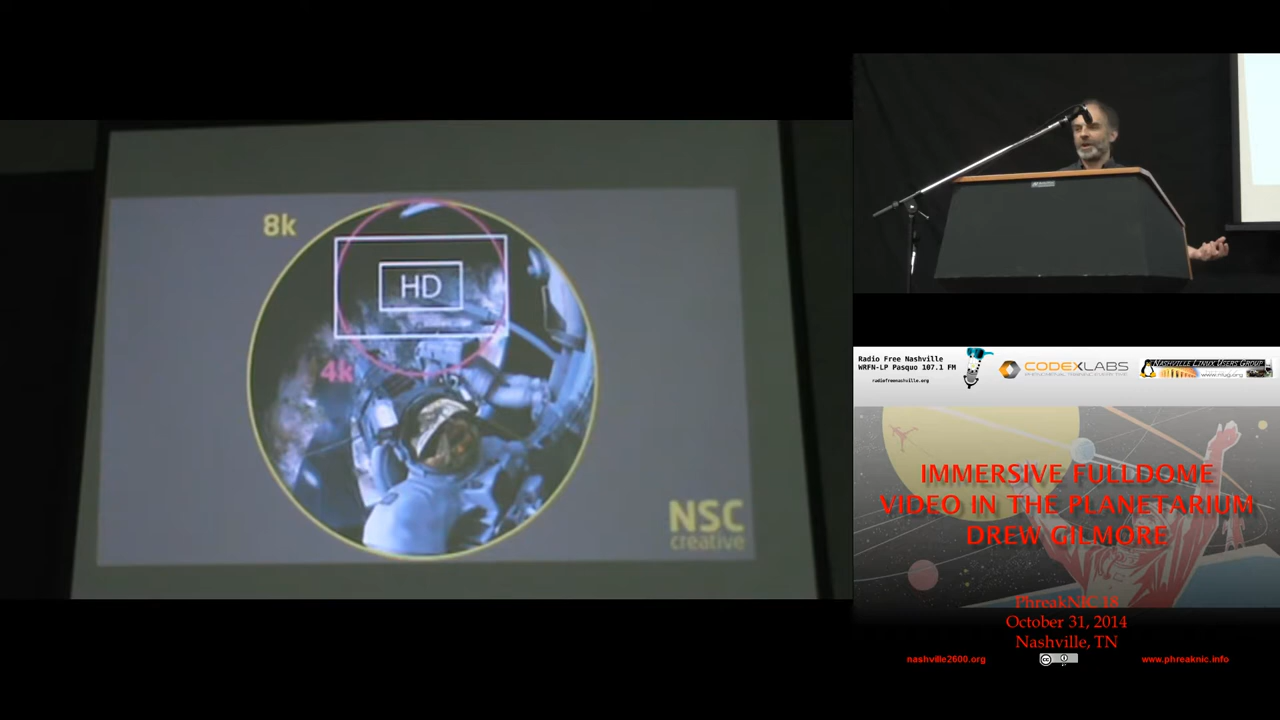 8k
HD
4k
NSC
creative
Radio Free Nashville
WRFN-LP Pasquo 107.1 FM
radiofreenashville.org
CODEXLABS
NASHVILLE LINUX USERS GROUP
www.nlug.org
IMMERSIVE FULLDOME
VIDEO IN THE PLANETARIUM
DREW GILMORE
PhreakNIC 18
October 31, 2014
Nashville, TN
nashville2600.org
cc
www.phreaknic.info